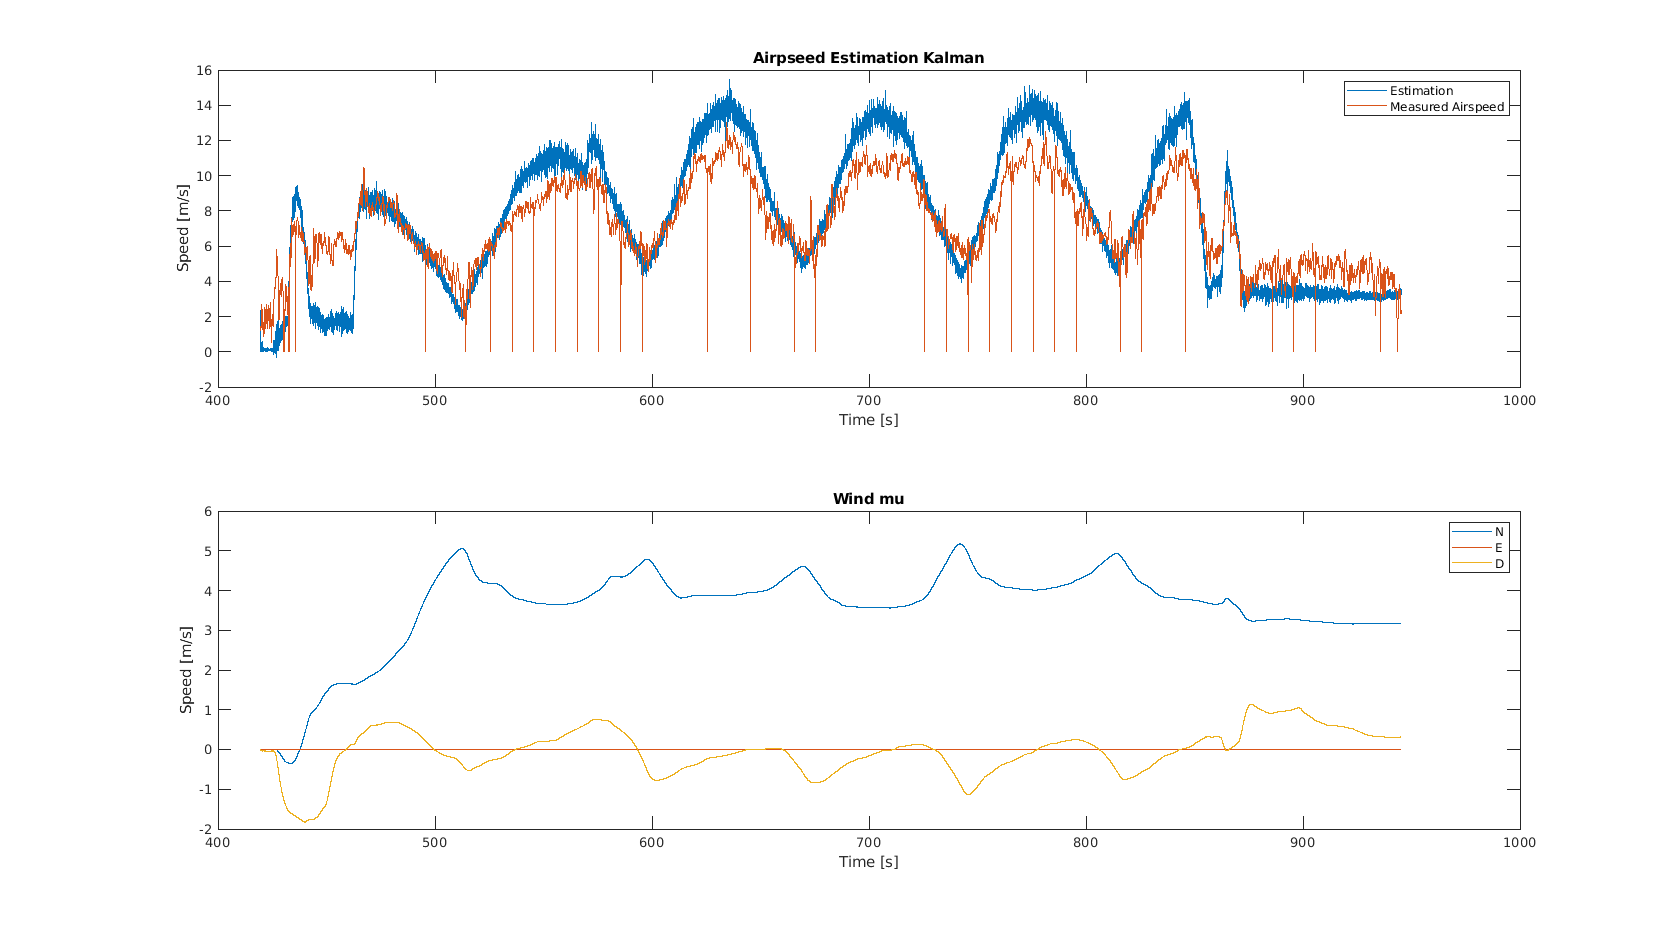 Airpseed Estimation Kalman
16
14
12
10
8
6
4
2
0
-2
Speed [m/s]
Estimation
Measured Airspeed
400 500 600 700 800 900 1000
Time [s]
Wind mu
6
5
4
3
2
1
0
-1
-2
Speed [m/s]
N
E
D
400 500 600 700 800 900 1000
Time [s]